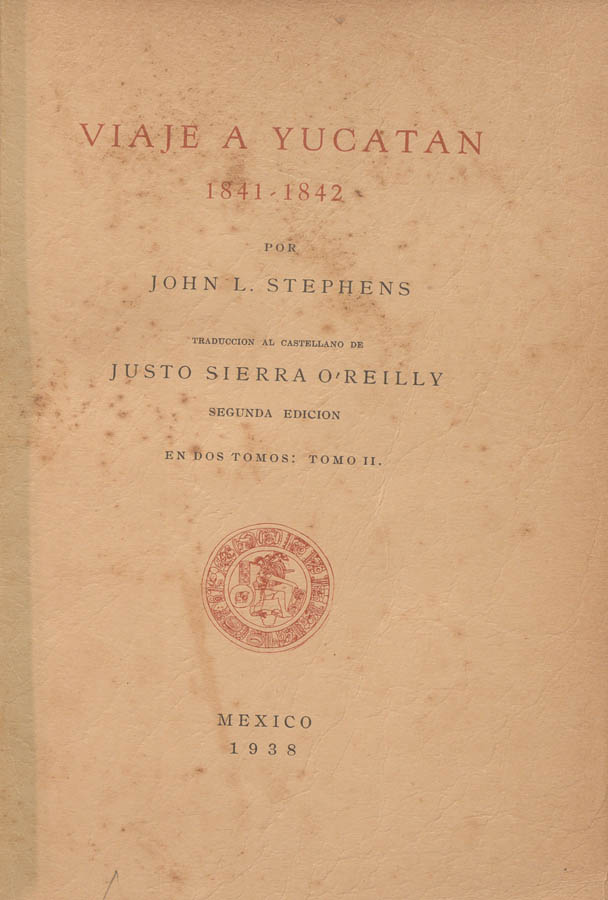 VIAJE A YUCATAN
1841-1842
POR
JOHN L. STEPHENS
TRADUCCION AL CASTELLANO DE
JUSTO SIERRA O'REILLY
SEGUNDA EDICION
EN DOS TOMOS: TOMO II.
MEXICO
1938